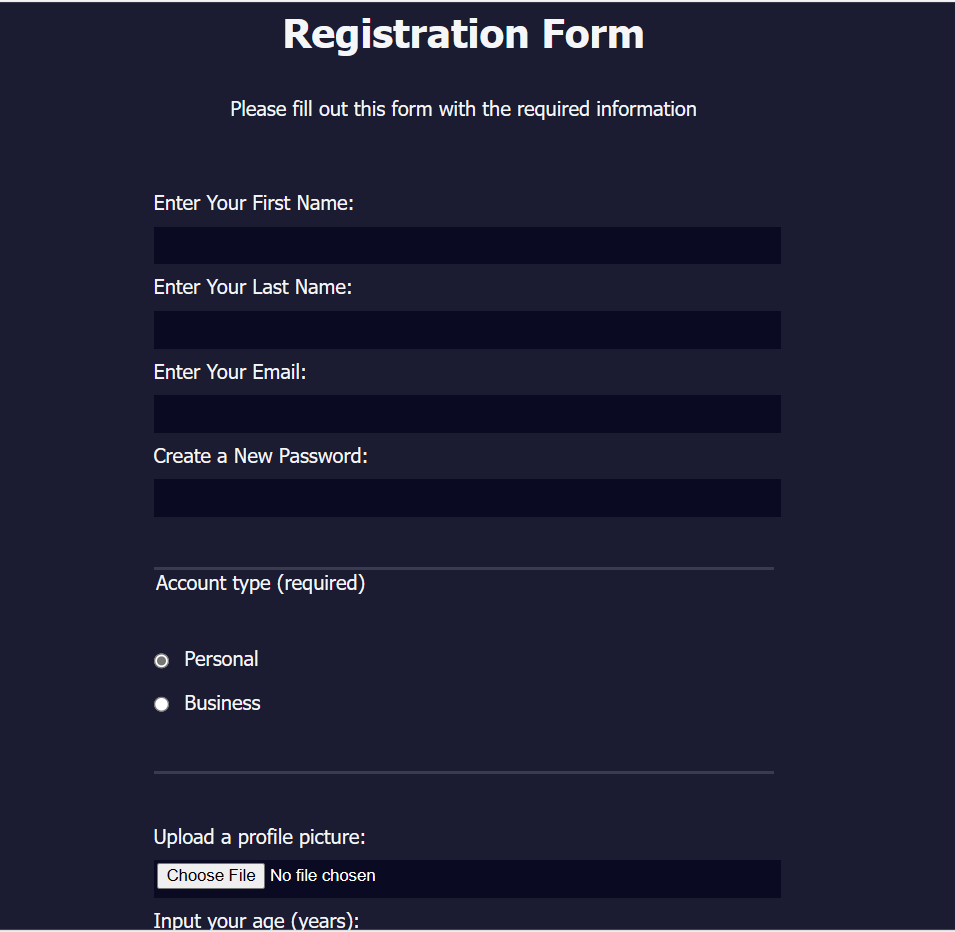 Registration Form
Please fill out this form with the required information
Enter Your First Name:
Enter Your Last Name:
Enter Your Email:
Create a New Password:
Account type (required)
Personal
Business
Upload a profile picture:
Choose File No file chosen
Input your age (years):